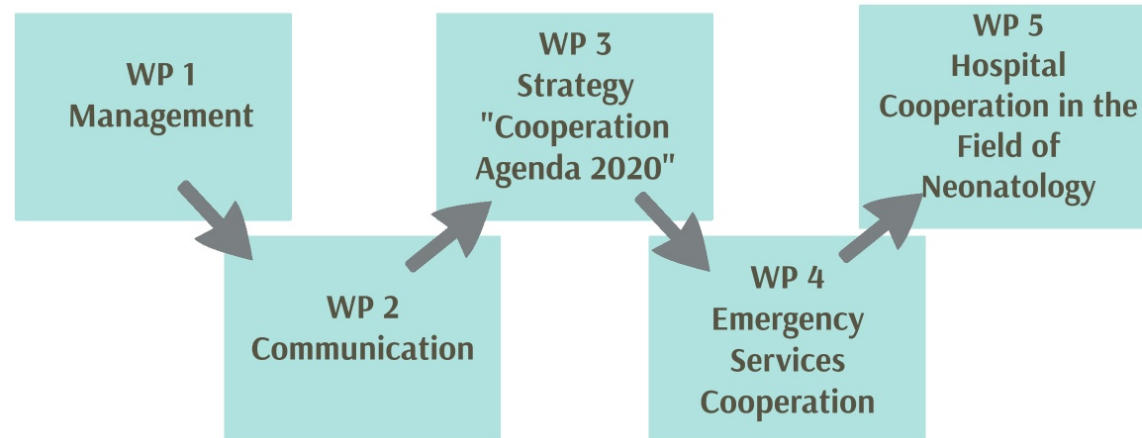 WP 1
Management
WP 2
Communication
WP 3
Strategy
"Cooperation
Agenda 2020"
WP 4
Emergency
Services
Cooperation
WP 5
Hospital
Cooperation in the
Field of
Neonatology